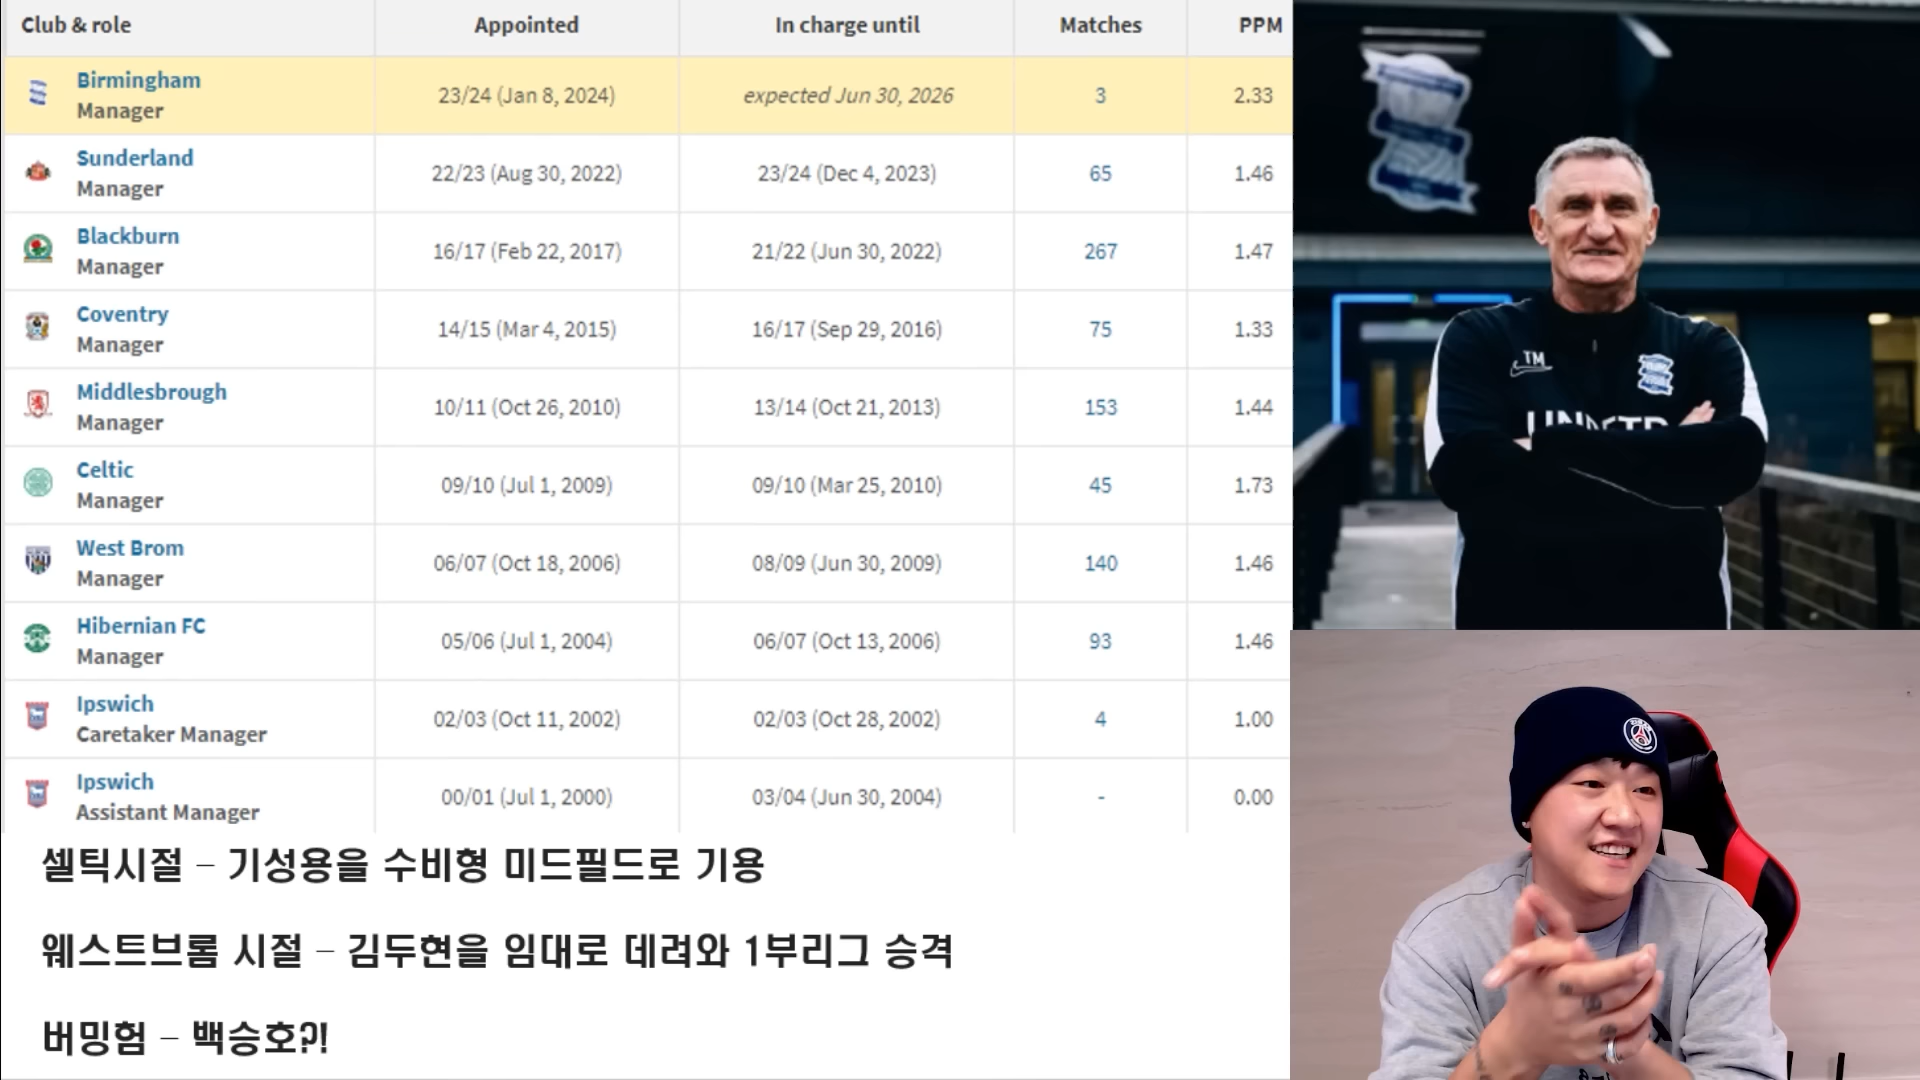 Club & role Appointed In charge until Matches PPM
Birmingham
Manager
23/24 (Jan 8, 2024) expected Jun 30, 2026 3 2.33
Sunderland
Manager
22/23 (Aug 30, 2022) 23/24 (Dec 4, 2023) 65 1.46
Blackburn
Manager
16/17 (Feb 22, 2017) 21/22 (Jun 30, 2022) 267 1.47
Coventry
Manager
14/15 (Mar 4, 2015) 16/17 (Sep 29, 2016) 75 1.33
Middlesbrough
Manager
10/11 (Oct 26, 2010) 13/14 (Oct 21, 2013) 153 1.44
Celtic
Manager
09/10 (Jul 1, 2009) 09/10 (Mar 25, 2010) 45 1.73
West Brom
Manager
06/07 (Oct 18, 2006) 08/09 (Jun 30, 2009) 140 1.46
Hibernian FC
Manager
05/06 (Jul 1, 2004) 06/07 (Oct 13, 2006) 93 1.46
Ipswich
Caretaker Manager
02/03 (Oct 11, 2002) 02/03 (Oct 28, 2002) 4 1.00
Ipswich
Assistant Manager
00/01 (Jul 1, 2000) 03/04 (Jun 30, 2004) - 0.00
셀틱시절 – 기성용을 수비형 미드필드로 기용
웨스트브롬 시절 – 김두현을 임대로 데려와 1부리그 승격
버밍험 – 백승호?!
TM